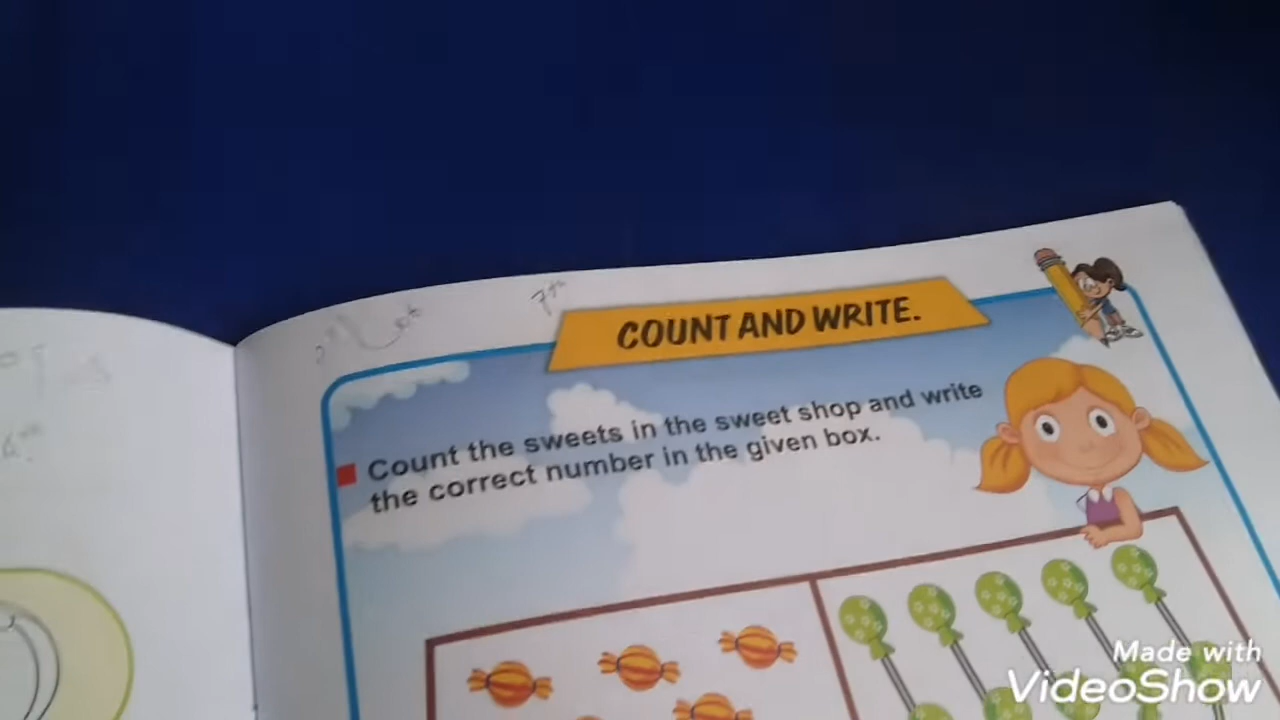 7th
COUNT AND WRITE.
Count the sweets in the sweet shop and write
the correct number in the given box.
Made with
VideoShow